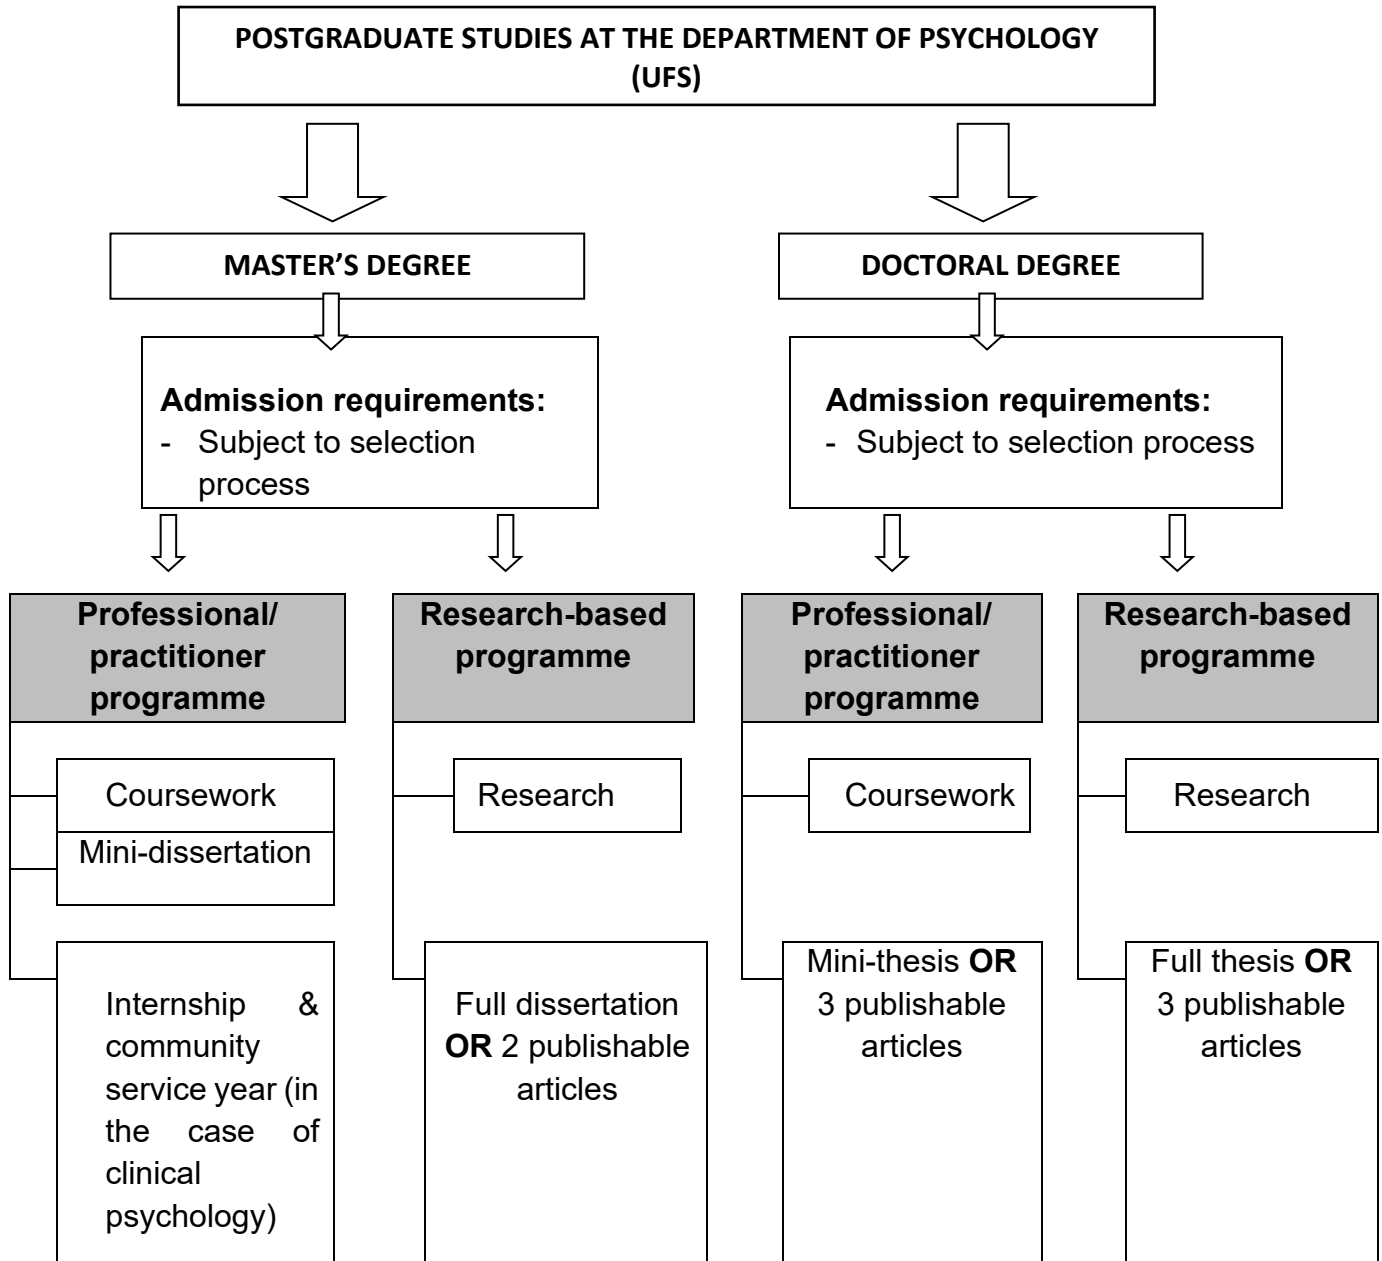 POSTGRADUATE STUDIES AT THE DEPARTMENT OF PSYCHOLOGY
(UFS)
MASTER’S DEGREE
DOCTORAL DEGREE
Admission requirements:
- Subject to selection
process
Admission requirements:
- Subject to selection process
Professional/
practitioner
programme
Research-based
programme
Professional/
practitioner
programme
Research-based
programme
Coursework
Mini-dissertation
Internship &
community
service year (in
the case of
clinical
psychology)
Research
Full dissertation
OR 2 publishable
articles
Coursework
Mini-thesis OR
3 publishable
articles
Research
Full thesis OR
3 publishable
articles